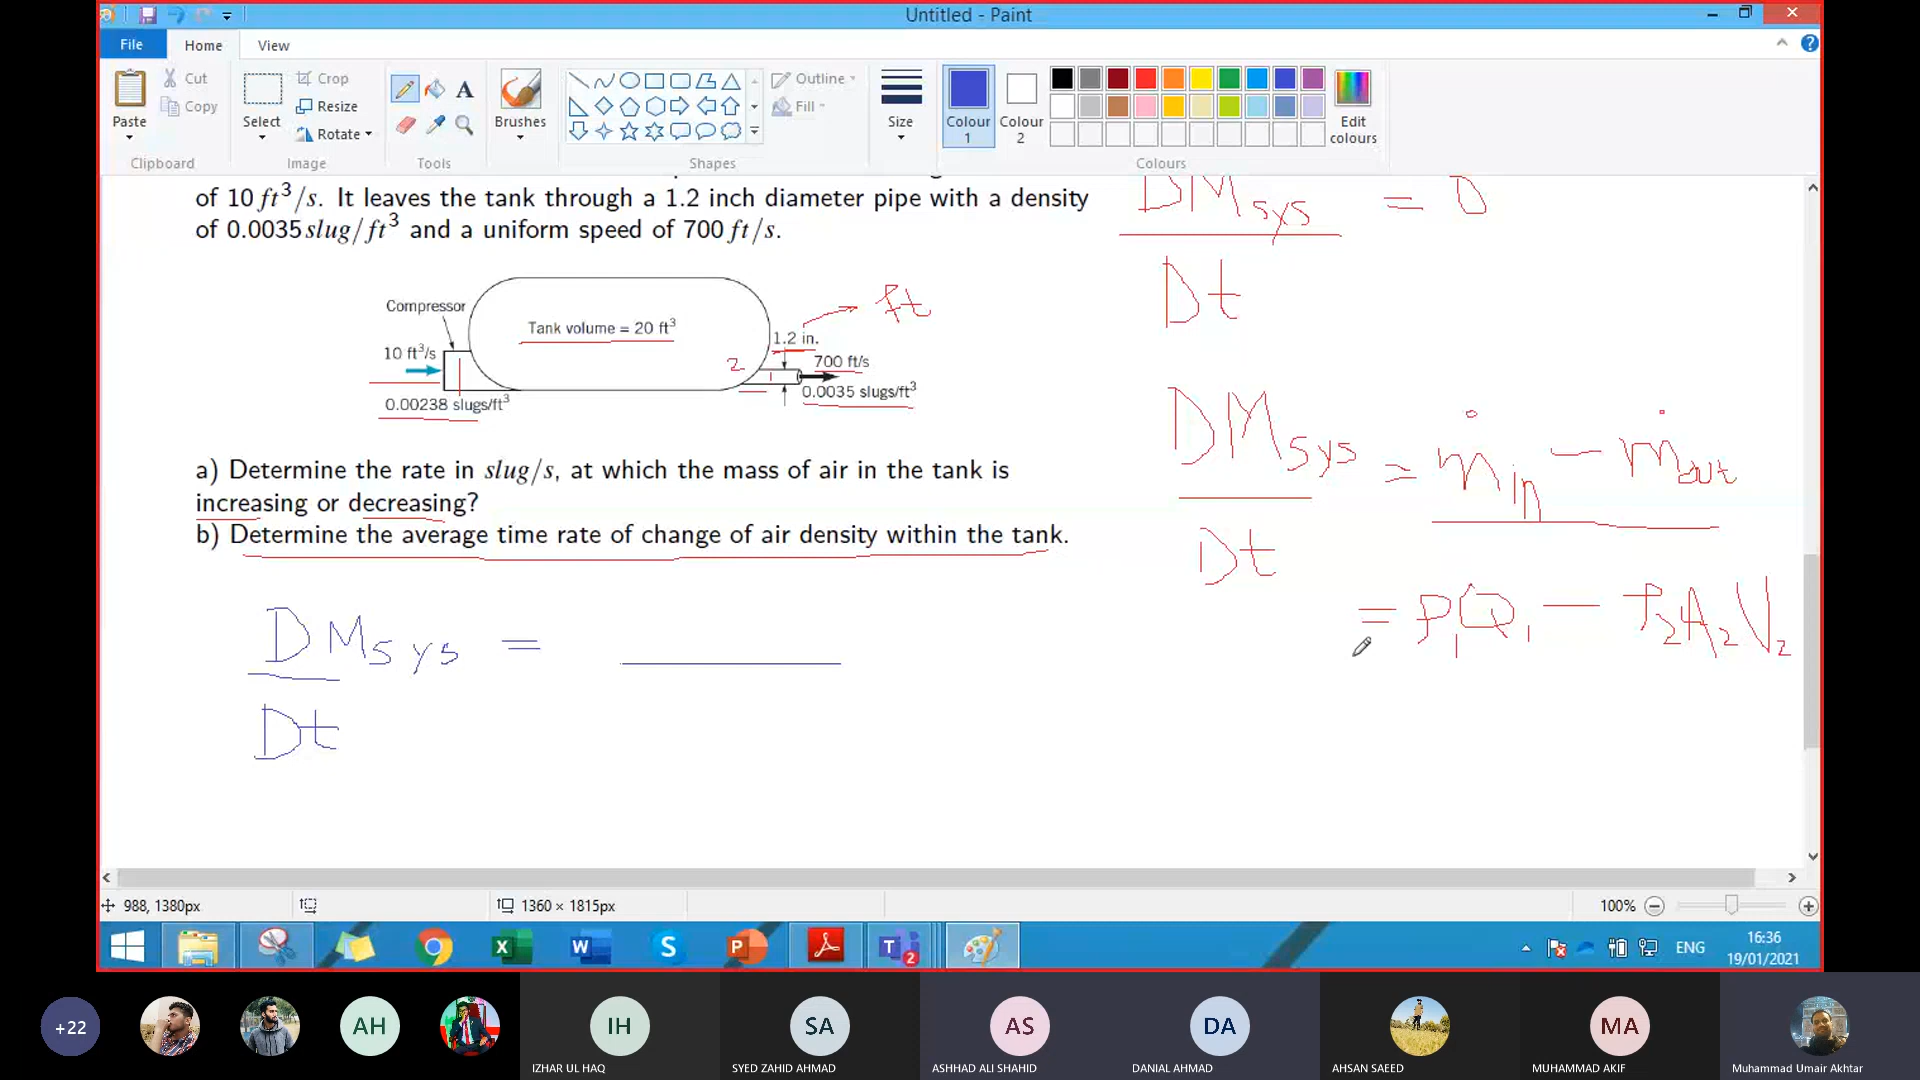 Untitled - Paint
File Home View
Paste Cut Copy
Clipboard
Select Crop Resize Rotate
Image
Tools
Brushes
Shapes
Outline Fill
Size
Colour 1 Colour 2 Edit colours
Colours
of 10 ft³/s. It leaves the tank through a 1.2 inch diameter pipe with a density
of 0.0035 slug/ft³ and a uniform speed of 700 ft/s.
Compressor
Tank volume = 20 ft³
10 ft³/s
0.00238 slugs/ft³
1
2
1.2 in.
ft
700 ft/s
0.0035 slugs/ft³
a) Determine the rate in slug/s, at which the mass of air in the tank is
increasing or decreasing?
b) Determine the average time rate of change of air density within the tank.
DMsys =
Dt
DMsys = 0
Dt
DMsys = ṁin - ṁout
Dt
= P₁Q₁ - P₂A₂V₂
988, 1380px 1360 × 1815px 100%
ENG 16:36
19/01/2021
+22 AH IH SA AS DA MA
IZHAR UL HAQ SYED ZAHID AHMAD ASHHAD ALI SHAHID DANIAL AHMAD AHSAN SAEED MUHAMMAD AKIF Muhammad Umair Akhtar